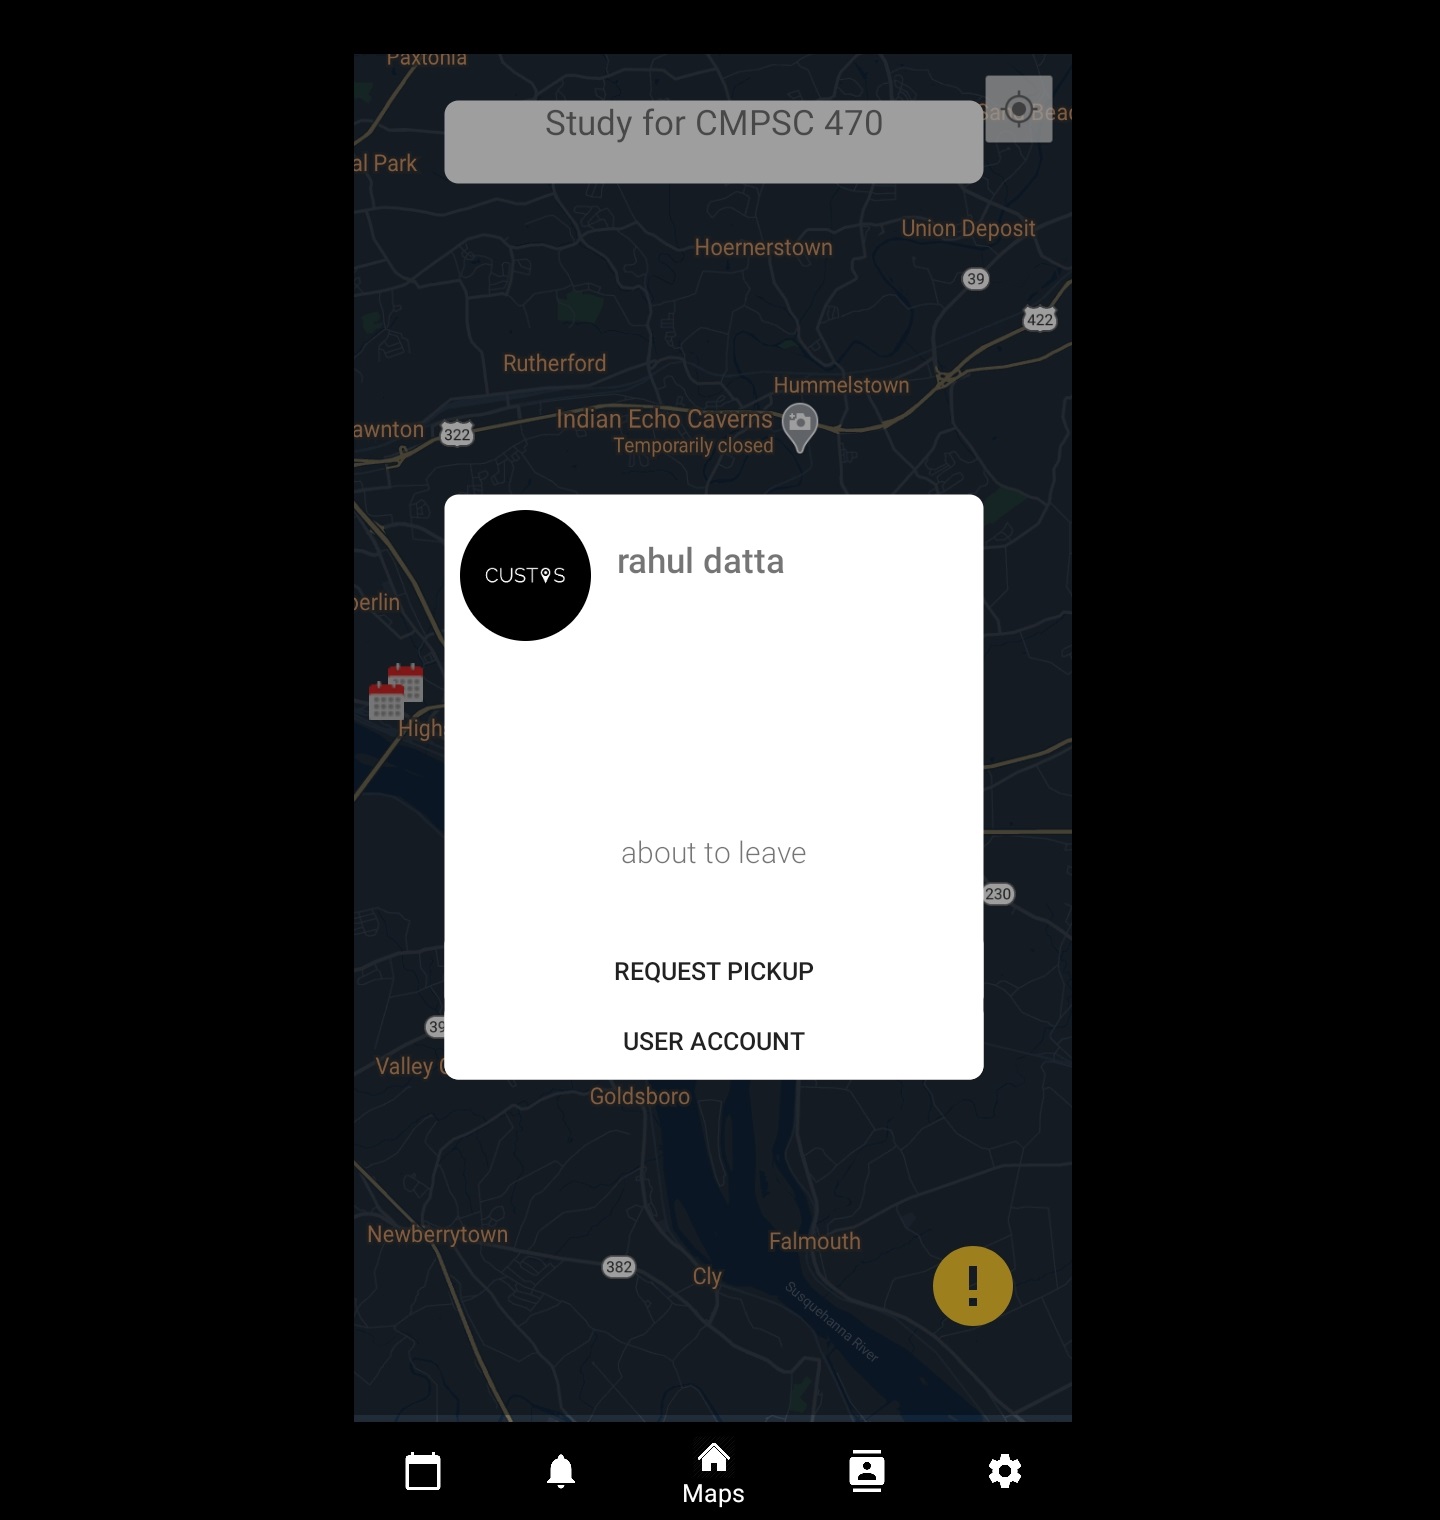 Paxtonia
Study for CMPSC 470
al Park
Union Deposit
Hoernerstown
39
422
Rutherford
Hummelstown
Indian Echo Caverns
Temporarily closed
awnton
322
CUSTOS
rahul datta
berlin
High
about to leave
230
REQUEST PICKUP
39
USER ACCOUNT
Valley
Goldsboro
Newberrytown
Falmouth
382
Cly
Susquehanna River
Maps